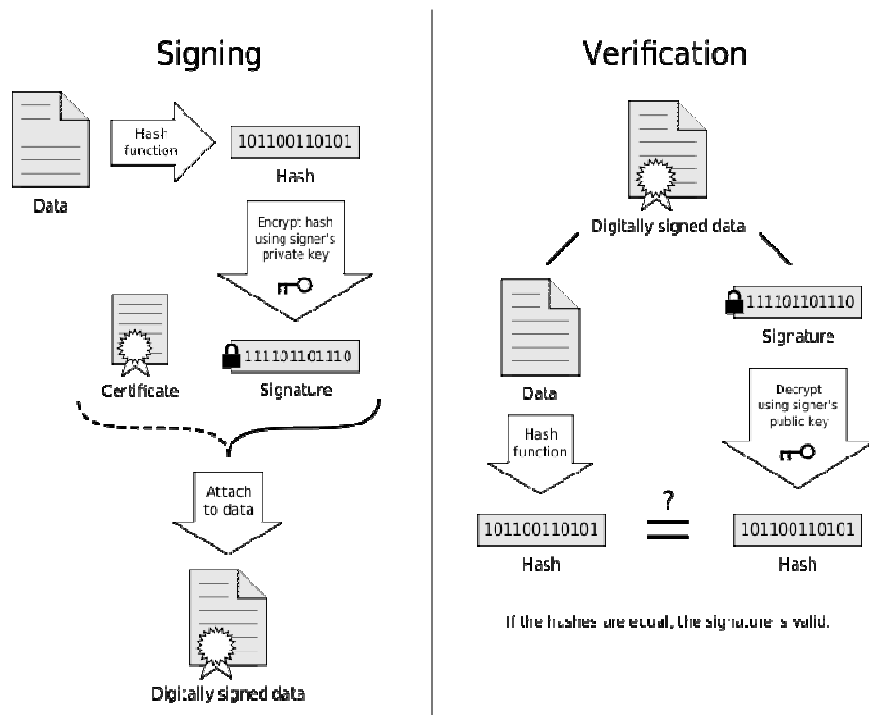 Signing
Hash
function
101100110101
Hash
Data
Encrypt hash
using signer's
private key
111101101110
Certificate
Signature
Attach
to data
Digitally signed data
Verification
Digitally signed data
111101101110
Signature
Data
Decrypt
using signer's
public key
Hash
function
?
101100110101
101100110101
Hash
Hash
If the hashes are equal, the signature is valid.